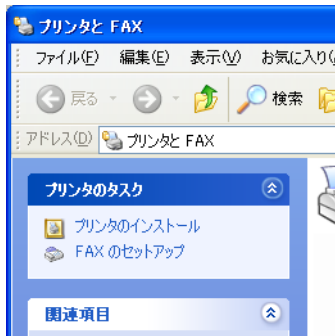 プリンタと FAX
ファイル(F) 編集(E) 表示(V) お気に入り(
戻る 検索
アドレス(D) プリンタと FAX
プリンタのタスク
プリンタのインストール
FAX のセットアップ
関連項目